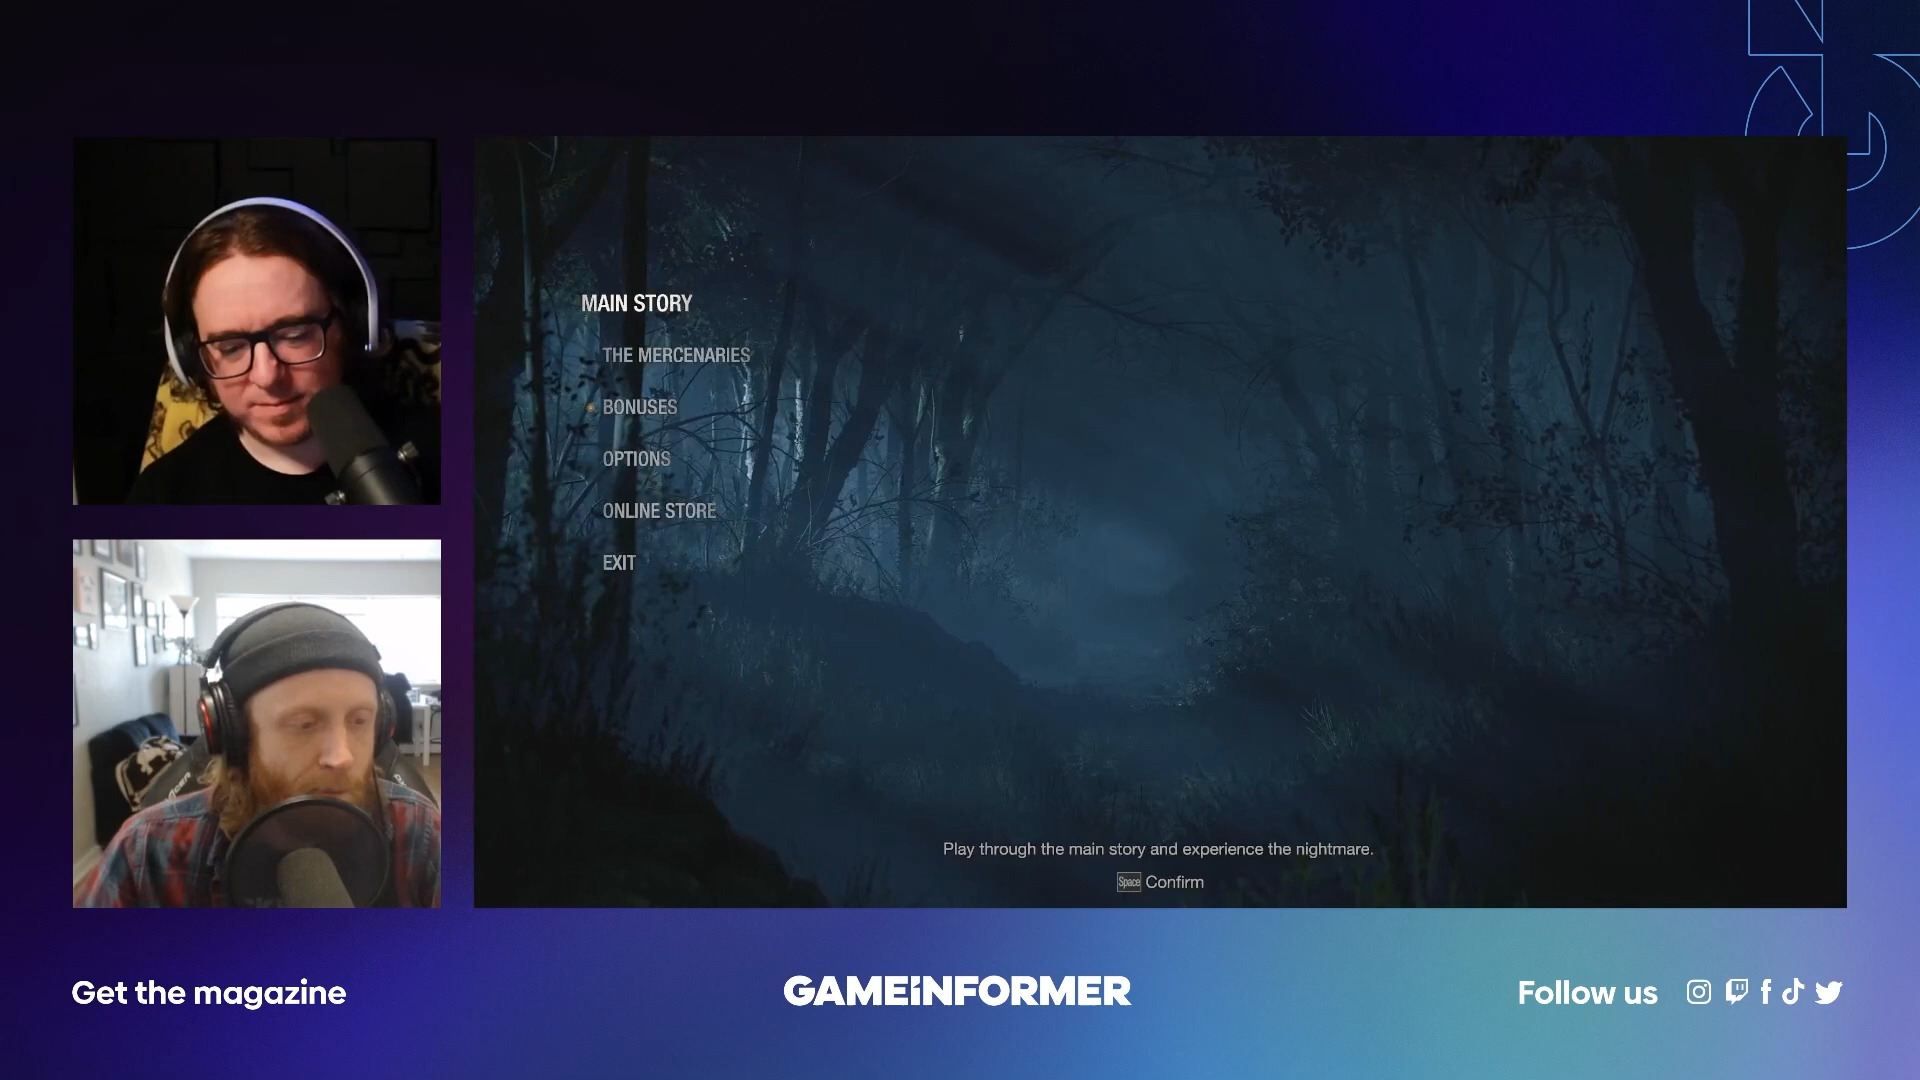 MAIN STORY
THE MERCENARIES
BONUSES
OPTIONS
ONLINE STORE
EXIT
Play through the main story and experience the nightmare.
Space Confirm
Get the magazine
GAMEINFORMER
Follow us